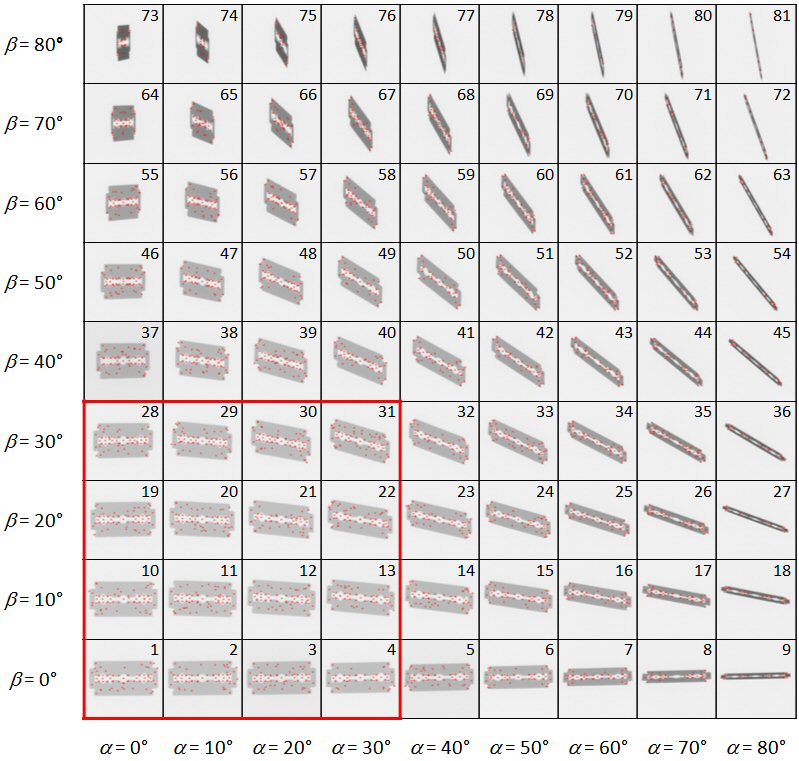 β = 80° 73 74 75 76 77 78 79 80 81
β = 70° 64 65 66 67 68 69 70 71 72
β = 60° 55 56 57 58 59 60 61 62 63
β = 50° 46 47 48 49 50 51 52 53 54
β = 40° 37 38 39 40 41 42 43 44 45
β = 30° 28 29 30 31 32 33 34 35 36
β = 20° 19 20 21 22 23 24 25 26 27
β = 10° 10 11 12 13 14 15 16 17 18
β = 0° 1 2 3 4 5 6 7 8 9
α = 0° α = 10° α = 20° α = 30° α = 40° α = 50° α = 60° α = 70° α = 80°